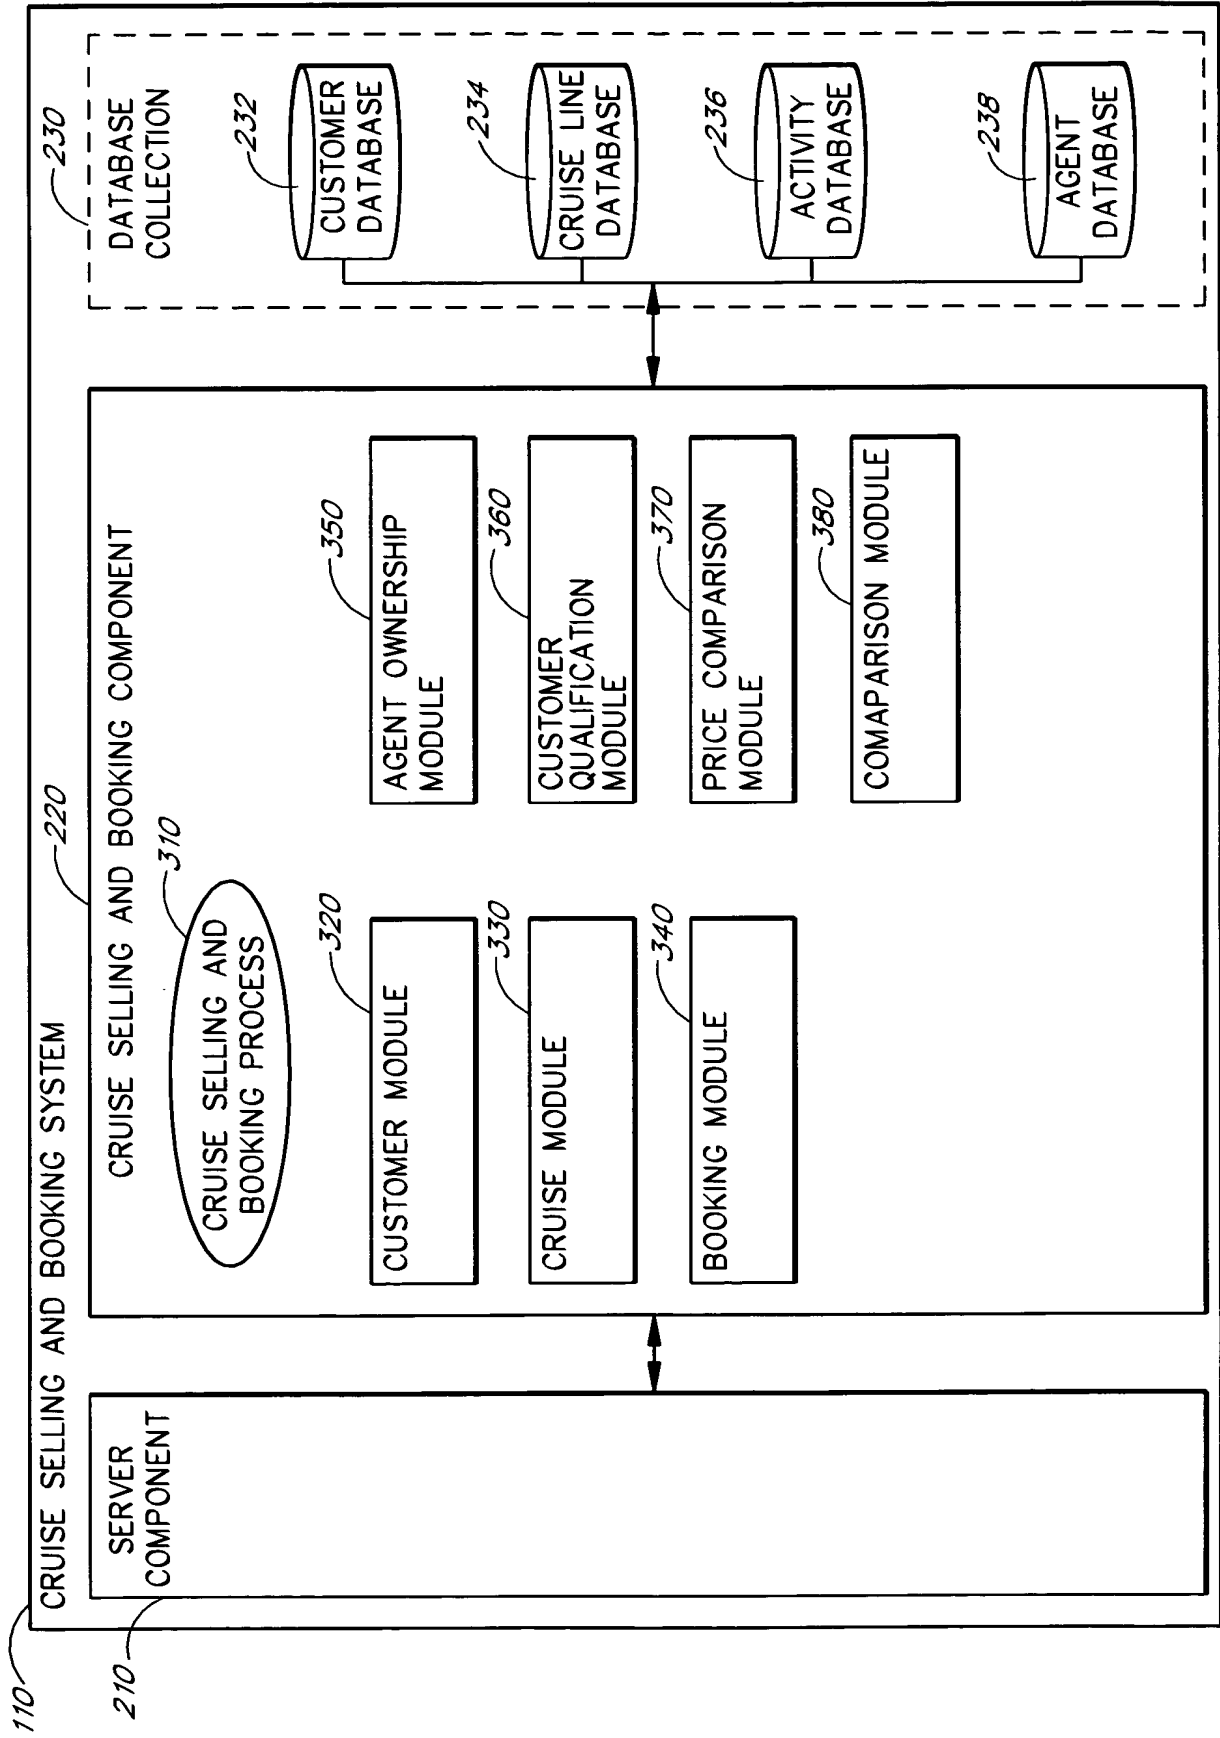 110
CRUISE SELLING AND BOOKING SYSTEM
210
SERVER
COMPONENT
220
CRUISE SELLING AND BOOKING COMPONENT
310
CRUISE SELLING AND
BOOKING PROCESS
320
CUSTOMER MODULE
330
CRUISE MODULE
340
BOOKING MODULE
350
AGENT OWNERSHIP
MODULE
360
CUSTOMER
QUALIFICATION
MODULE
370
PRICE COMPARISON
MODULE
380
COMAPARISON MODULE
230
DATABASE
COLLECTION
232
CUSTOMER
DATABASE
234
CRUISE LINE
DATABASE
236
ACTIVITY
DATABASE
238
AGENT
DATABASE